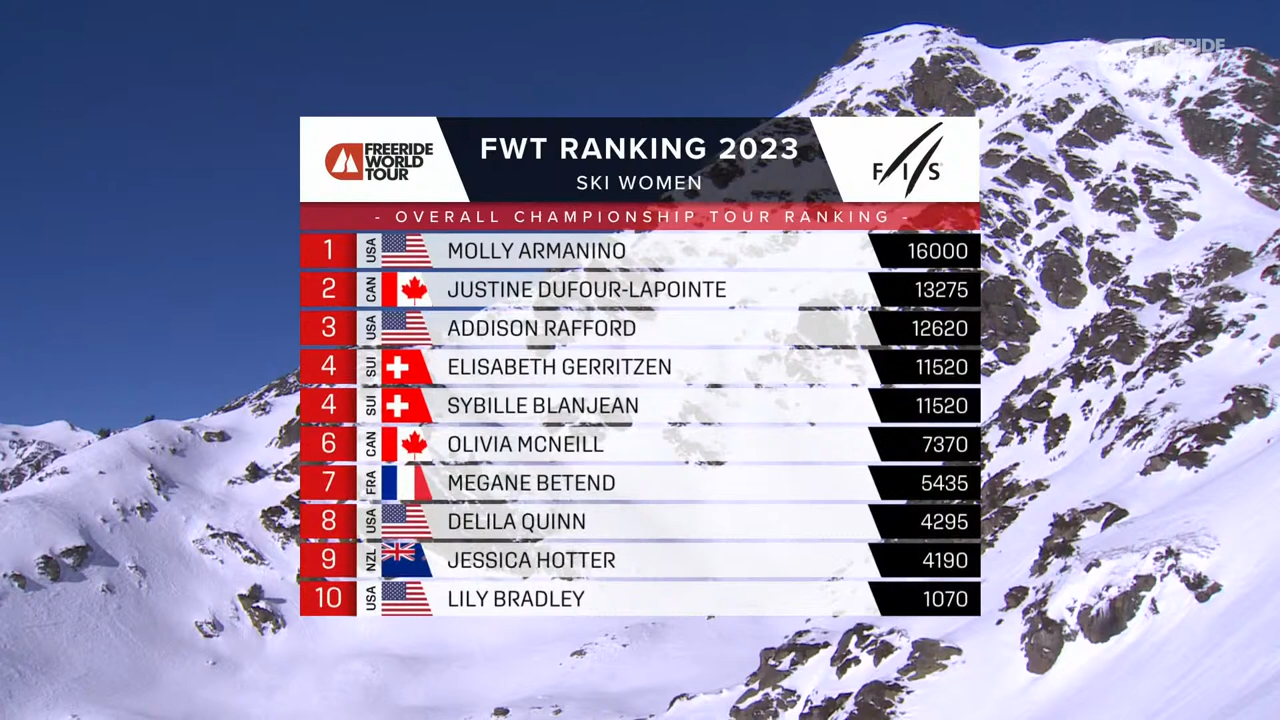 FREERIDE
FREERIDE
WORLD
TOUR
FWT RANKING 2023
SKI WOMEN
FIS
- OVERALL CHAMPIONSHIP TOUR RANKING -
1 USA MOLLY ARMANINO 16000
2 CAN JUSTINE DUFOUR-LAPOINTE 13275
3 USA ADDISON RAFFORD 12620
4 SUI ELISABETH GERRITZEN 11520
4 SUI SYBILLE BLANJEAN 11520
6 CAN OLIVIA MCNEILL 7370
7 FRA MEGANE BETEND 5435
8 USA DELILA QUINN 4295
9 NZL JESSICA HOTTER 4190
10 USA LILY BRADLEY 1070